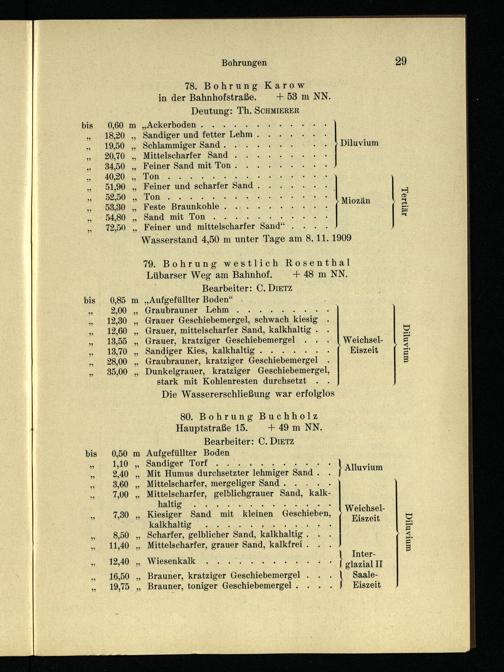 Bohrungen 29
78. Bohrung Karow
in der Bahnhofstraße. + 53 m NN.
Deutung: Th. SCHMIERER
bis 0,60 m „Ackerboden . . . . . . . . . . . .
„ 18,20 „ Sandiger und fetter Lehm . . . . . . .
„ 19,50 „ Schlammiger Sand . . . . . . . . . . Diluvium
„ 20,70 „ Mittelscharfer Sand . . . . . . . . .
„ 34,50 „ Feiner Sand mit Ton . . . . . . . . .
„ 40,20 „ Ton . . . . . . . . . . . . . . .
„ 51,90 „ Feiner und scharfer Sand . . . . . . .
„ 52,50 „ Ton . . . . . . . . . . . . . . . Miozän Tertiär
„ 53,30 „ Feste Braunkohle . . . . . . . . . .
„ 54,80 „ Sand mit Ton . . . . . . . . . . .
„ 72,50 „ Feiner und mittelscharfer Sand“ . . . .
Wasserstand 4,50 m unter Tage am 8. 11. 1909
79. Bohrung westlich Rosenthal
Lübarser Weg am Bahnhof. + 48 m NN.
Bearbeiter: C. DIETZ
bis 0,85 m „Aufgefüllter Boden“
„ 2,00 „ Graubrauner Lehm . . . . . . . . .
„ 12,30 „ Grauer Geschiebemergel, schwach kiesig .
„ 12,60 „ Grauer, mittelscharfer Sand, kalkhaltig . .
„ 13,55 „ Grauer, kratziger Geschiebemergel . . . Weichsel-
„ 13,70 „ Sandiger Kies, kalkhaltig . . . . . . . Eiszeit Diluvium
„ 28,00 „ Graubrauner, kratziger Geschiebemergel .
„ 35,00 „ Dunkelgrauer, kratziger Geschiebemergel,
stark mit Kohlenresten durchsetzt . .
Die Wassererschließung war erfolglos
80. Bohrung Buchholz
Hauptstraße 15. + 49 m NN.
Bearbeiter: C. DIETZ
bis 0,50 m Aufgefüllter Boden
„ 1,10 „ Sandiger Torf . . . . . . . . . . . Alluvium
„ 2,40 „ Mit Humus durchsetzter lehmiger Sand . .
„ 3,60 „ Mittelscharfer, mergeliger Sand . . . . .
„ 7,00 „ Mittelscharfer, gelblichgrauer Sand, kalk-
haltig . . . . . . . . . . . . . Weichsel-
„ 7,30 „ Kiesiger Sand mit kleinen Geschieben, Eiszeit
kalkhaltig . . . . . . . . . . . . Diluvium
„ 8,50 „ Scharfer, gelblicher Sand, kalkhaltig . . .
„ 11,40 „ Mittelscharfer, grauer Sand, kalkfrei . . .
„ 12,40 „ Wiesenkalk . . . . . . . . . . . . Inter-
glazial II
„ 16,50 „ Brauner, kratziger Geschiebemergel . . . Saale-
„ 19,75 „ Brauner, toniger Geschiebemergel . . . . Eiszeit